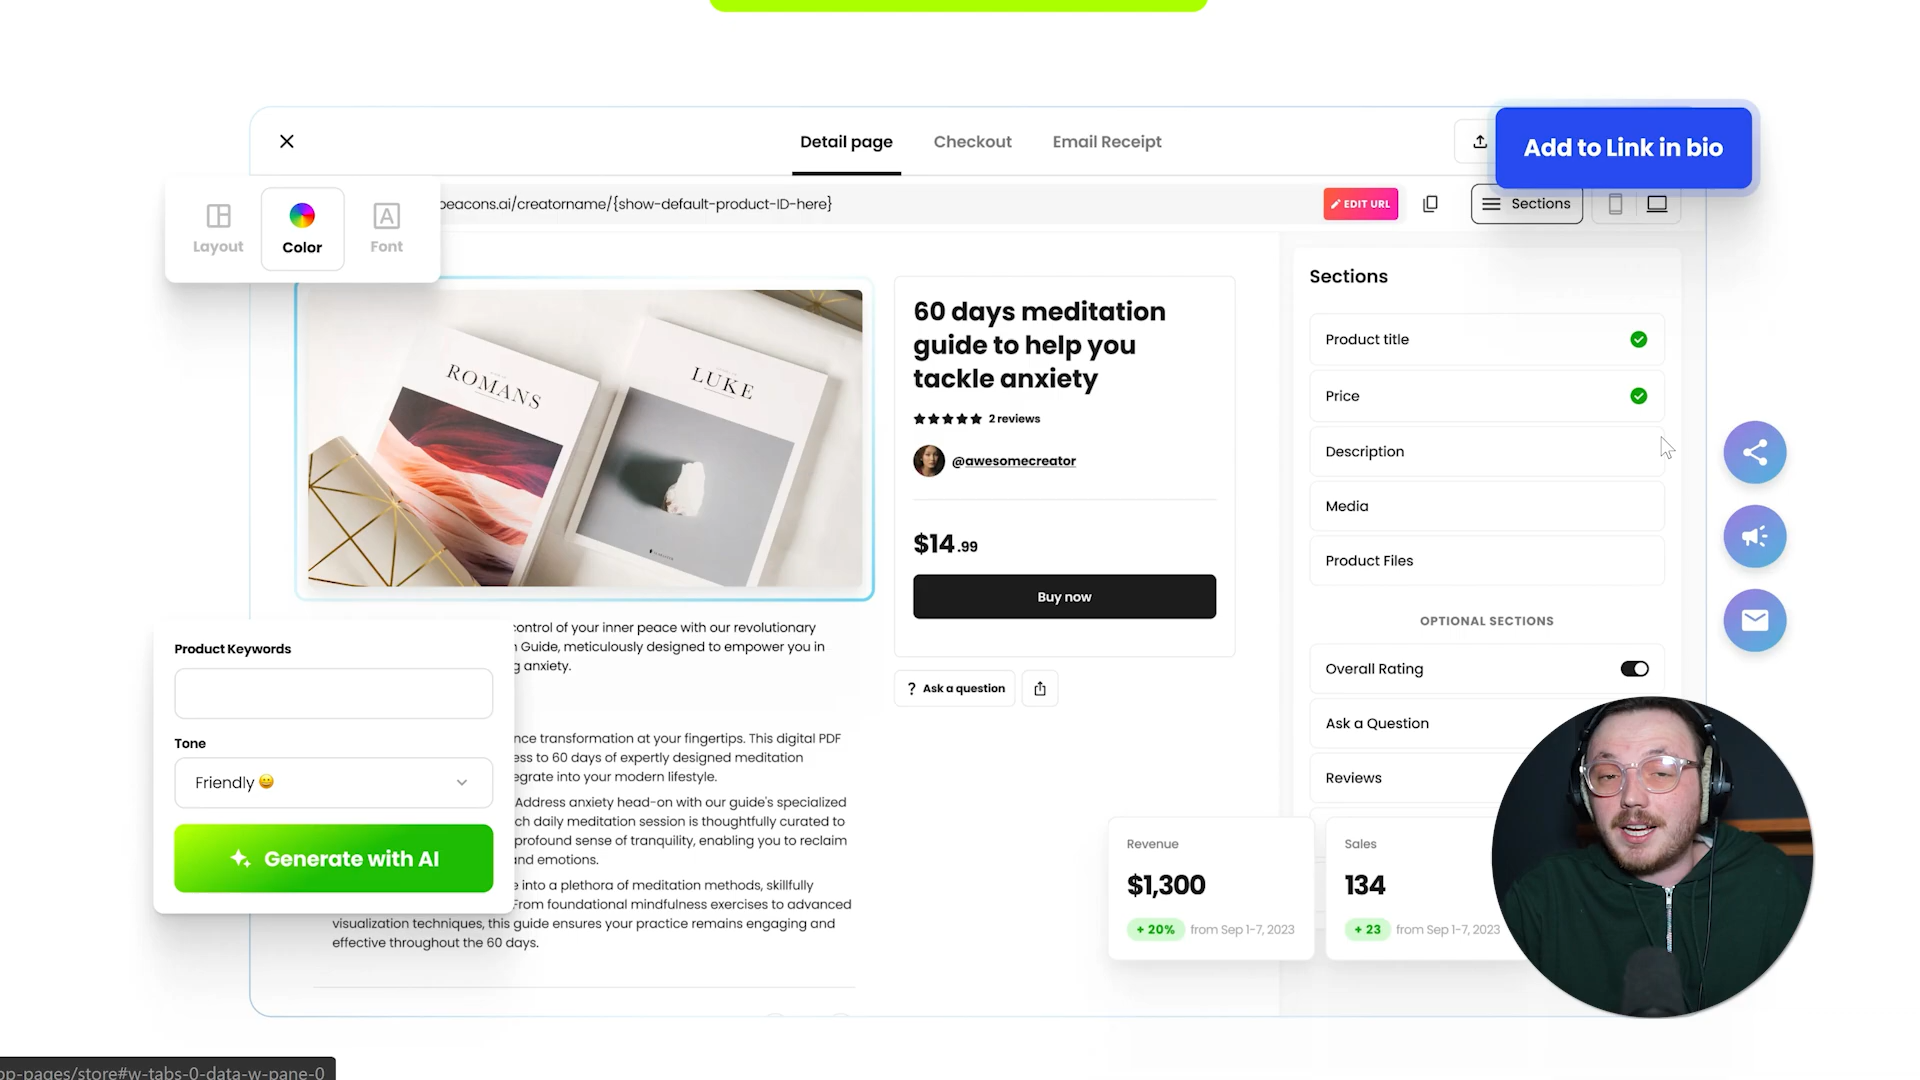 Detail page
Checkout
Email Receipt
Add to Link in bio
Layout
Color
Font
beacons.ai/creatorname/{show-default-product-ID-here}
EDIT URL
Sections
ROMANS
LUKE
60 days meditation
guide to help you
tackle anxiety
2 reviews
@awesomecreator
$14.99
Buy now
? Ask a question
Sections
Product title
Price
Description
Media
Product Files
OPTIONAL SECTIONS
Overall Rating
Ask a Question
Reviews
Product Keywords
Tone
Friendly 😀
Generate with AI
control of your inner peace with our revolutionary
Guide, meticulously designed to empower you in
anxiety.
transformation at your fingertips. This digital PDF
to 60 days of expertly designed meditation
into your modern lifestyle.
Address anxiety head-on with our guide's specialized
daily meditation session is thoughtfully curated to
profound sense of tranquility, enabling you to reclaim
and emotions.
into a plethora of meditation methods, skillfully
From foundational mindfulness exercises to advanced
visualization techniques, this guide ensures your practice remains engaging and
effective throughout the 60 days.
Revenue
$1,300
+ 20% from Sep 1-7, 2023
Sales
134
+ 23 from Sep 1-7, 2023
pp-pages/store#w-tabs-0-data-w-pane-0